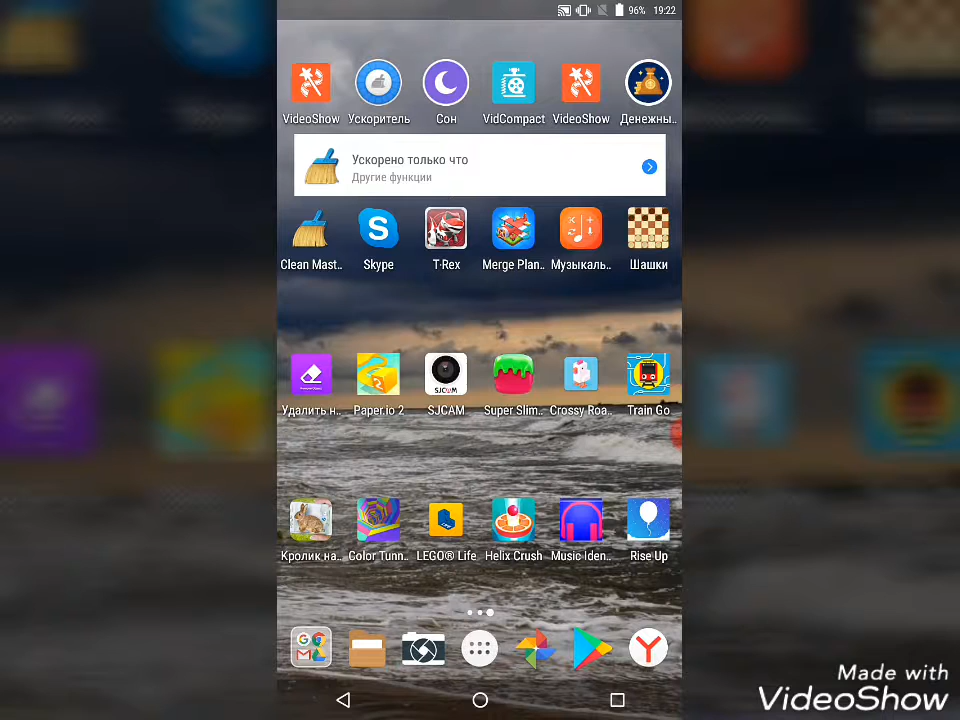 96% 19:22
VideoShow Ускоритель Сон VidCompact VideoShow Денежны..
Ускорено только что
Другие функции
S
Clean Mast.. Skype T-Rex Merge Plan.. Музыкаль.. Шашки
2
SJCAM
Удалить н.. Paper.io 2 SJCAM Super Slim.. Crossy Roa.. Train Go
Кролик на.. Color Tunn.. LEGO® Life Helix Crush Music Iden.. Rise Up
G
M
Y
Made with
VideoShow